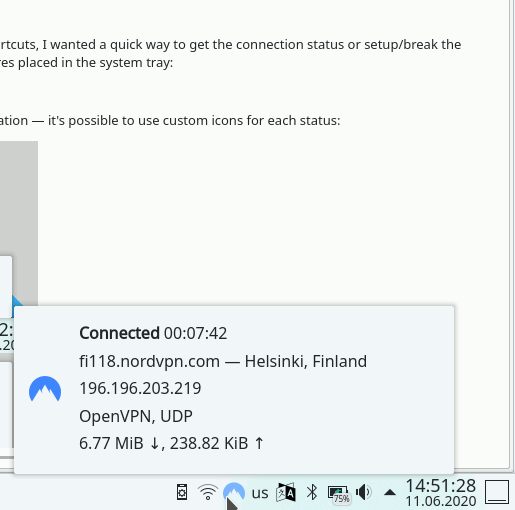 rtcuts, I wanted a quick way to get the connection status or setup/break the
res placed in the system tray:
ation — it's possible to use custom icons for each status:
2:
.20
Connected 00:07:42
fi118.nordvpn.com — Helsinki, Finland
196.196.203.219
OpenVPN, UDP
6.77 MiB ↓, 238.82 KiB ↑
us
A
75%
14:51:28
11.06.2020